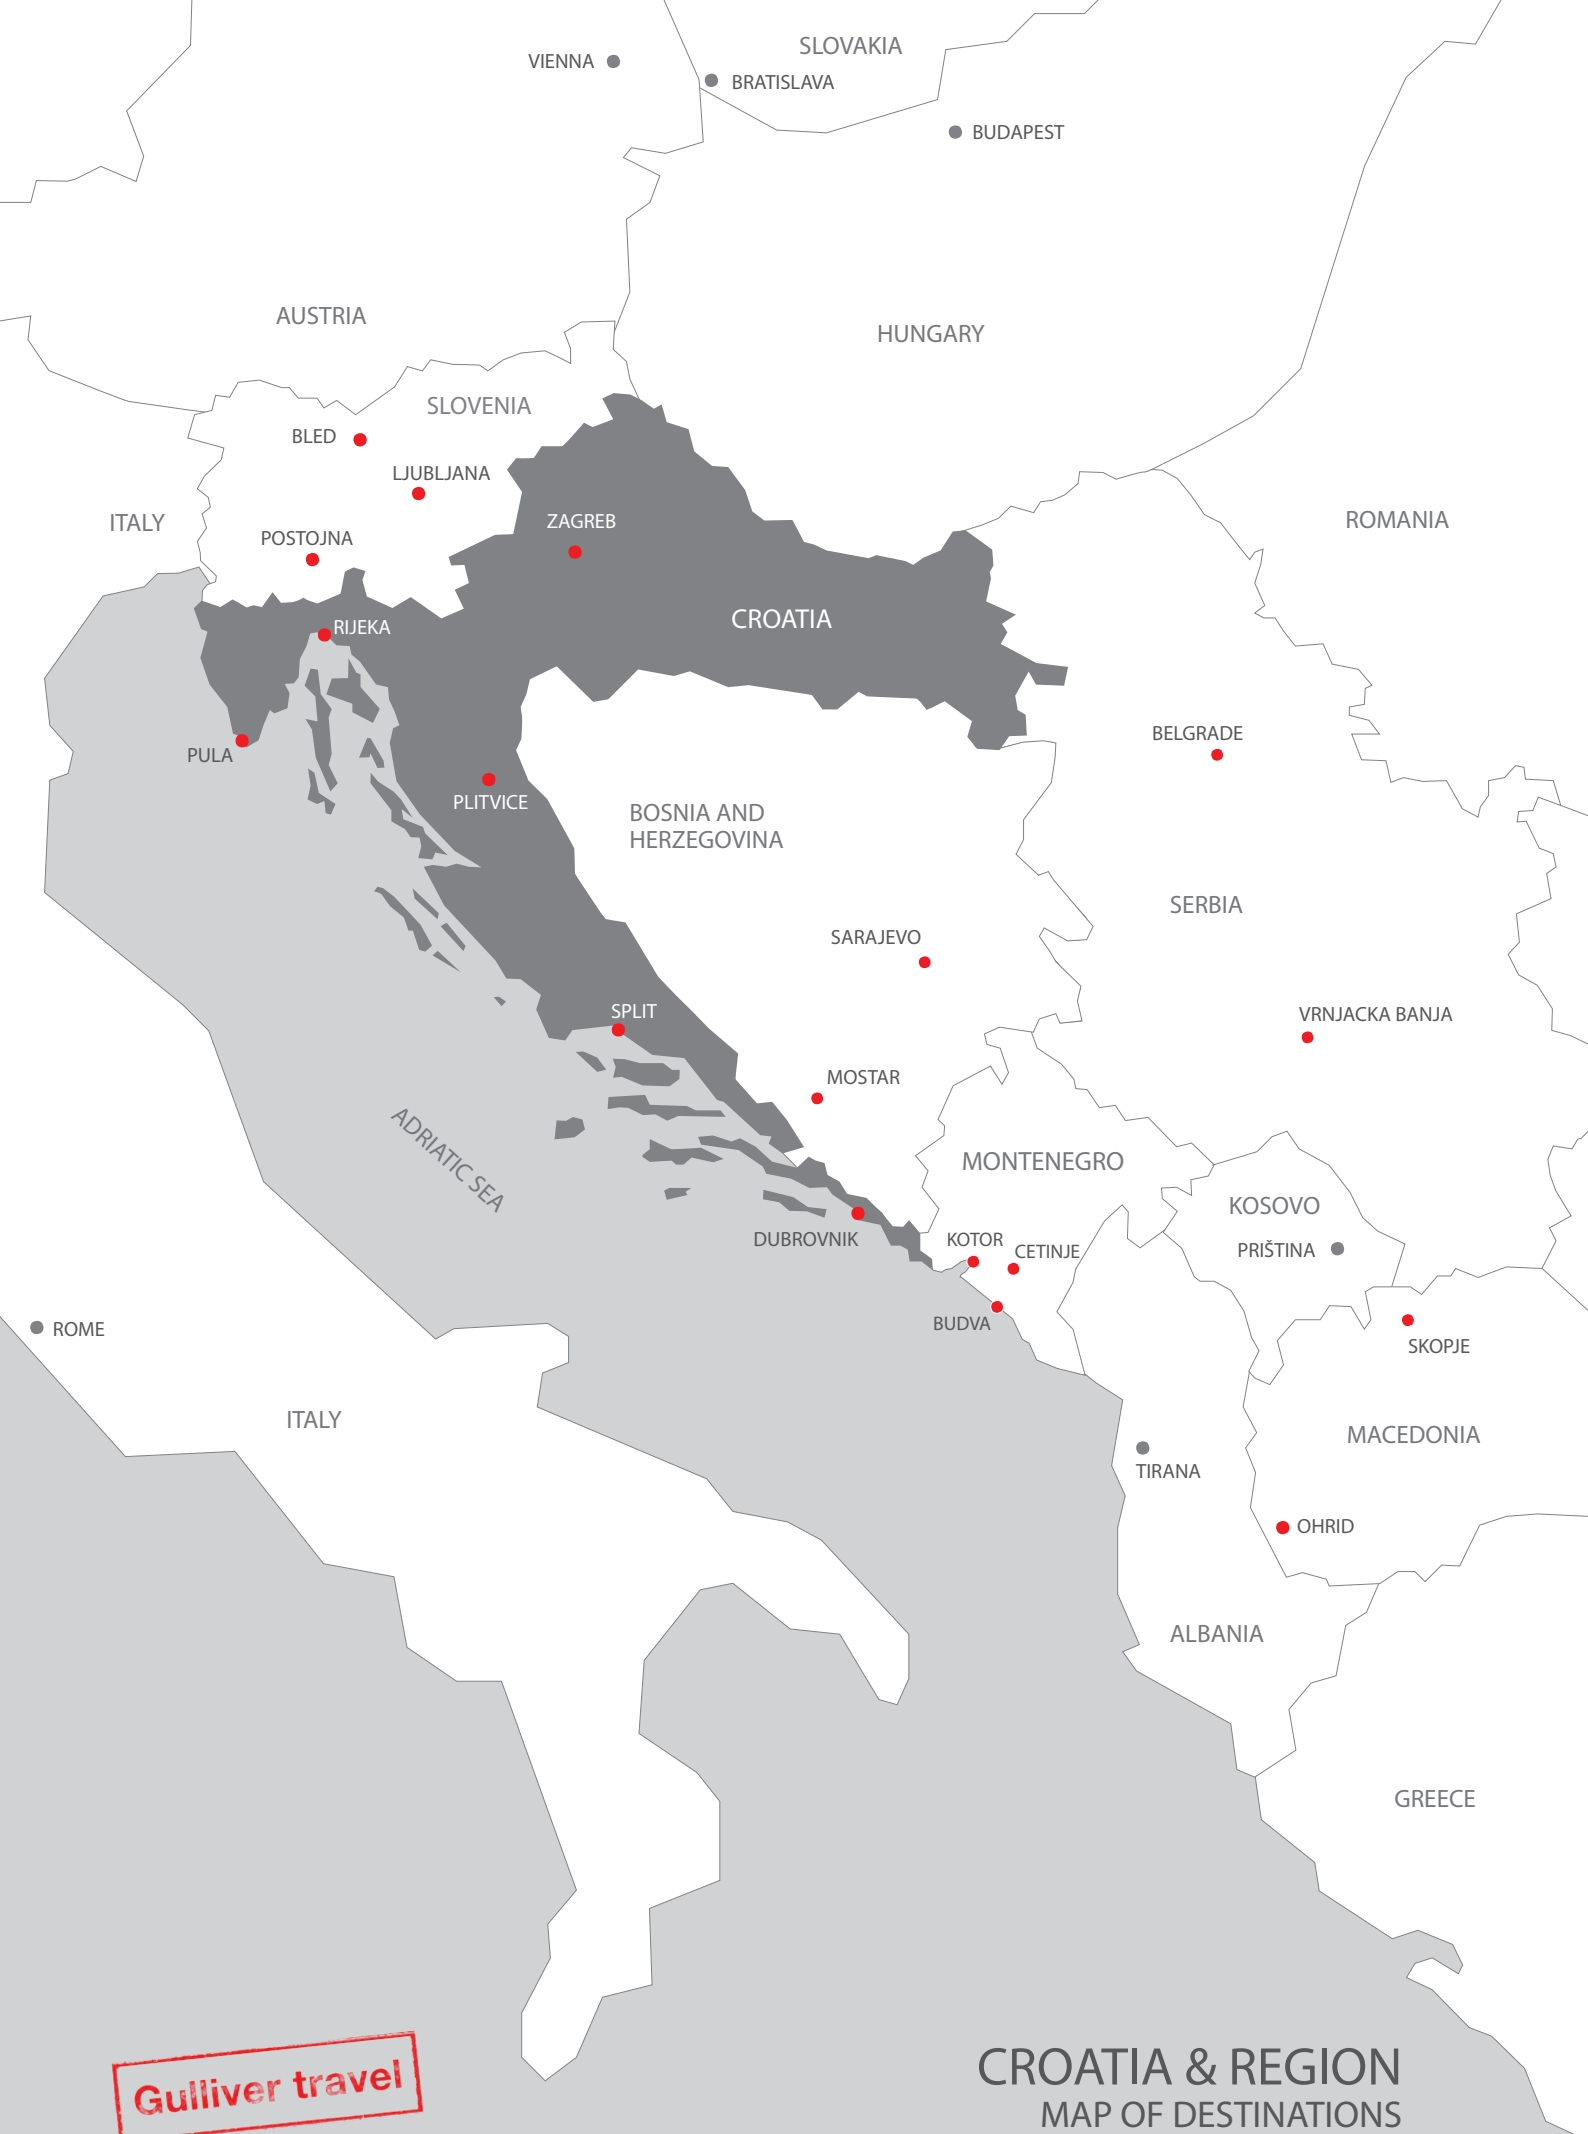 SLOVAKIA
VIENNA
BRATISLAVA
BUDAPEST
AUSTRIA
HUNGARY
SLOVENIA
BLED
LJUBLJANA
ITALY
ZAGREB
ROMANIA
POSTOJNA
CROATIA
RIJEKA
BELGRADE
PULA
PLITVICE
BOSNIA AND
HERZEGOVINA
SERBIA
SARAJEVO
SPLIT
VRNJACKA BANJA
MOSTAR
ADRIATIC SEA
MONTENEGRO
KOSOVO
DUBROVNIK
KOTOR
CETINJE
PRIŠTINA
BUDVA
ROME
SKOPJE
ITALY
MACEDONIA
TIRANA
OHRID
ALBANIA
GREECE
CROATIA & REGION
MAP OF DESTINATIONS
Gulliver travel